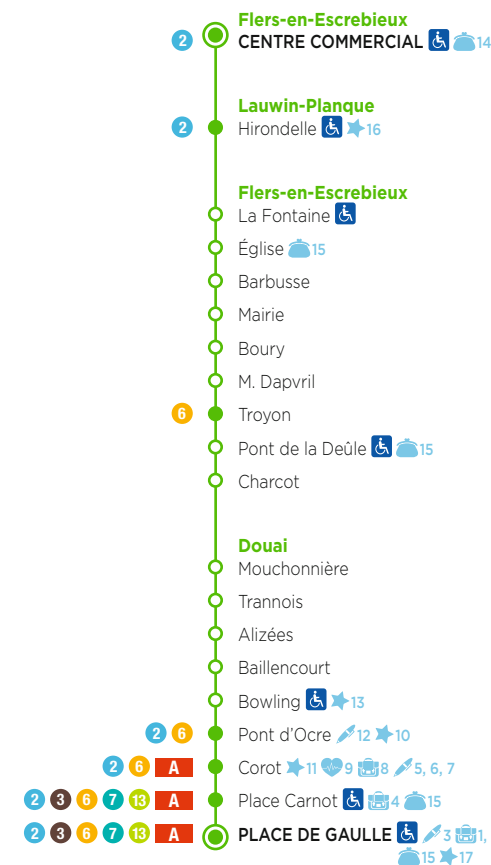 Flers-en-Escrebieux
2 CENTRE COMMERCIAL 14
Lauwin-Planque
2 Hirondelle 16
Flers-en-Escrebieux
La Fontaine
Église 15
Barbusse
Mairie
Boury
M. Dapvril
6 Troyon
Pont de la Deûle 15
Charcot
Douai
Mouchonnière
Trannois
Alizées
Baillencourt
Bowling 13
2 6 Pont d'Ocre 12 10
2 6 A Corot 11 9 8 5, 6, 7
2 3 6 7 13 A Place Carnot 4 15
2 3 6 7 13 A PLACE DE GAULLE 3 1,
15 17